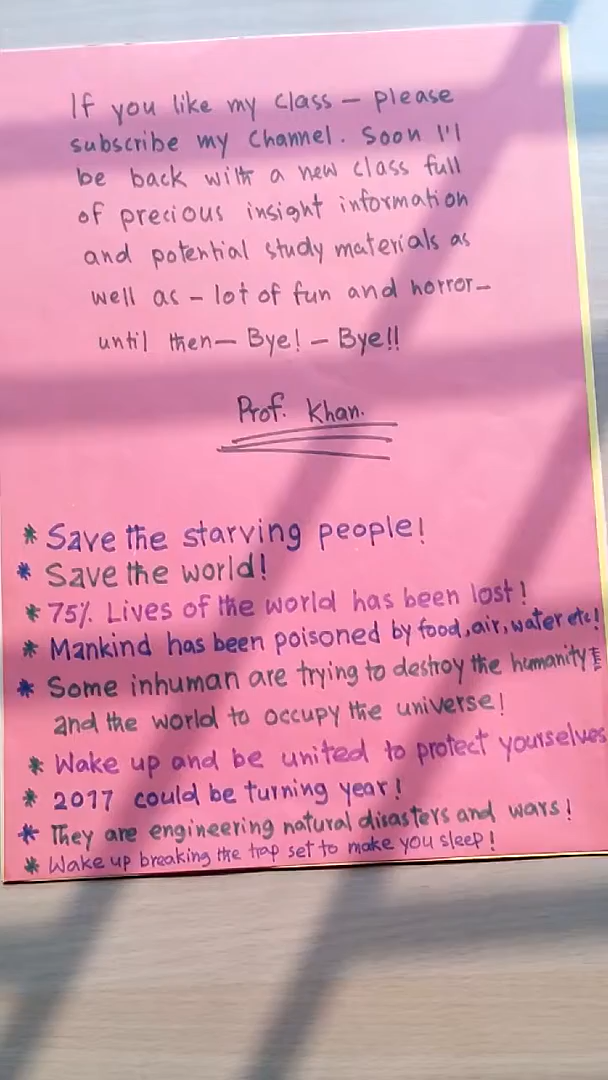 If you like my class – please
subscribe my channel. Soon I'll
be back with a new class full
of precious insight information
and potential study materials as
well as – lot of fun and horror–
until then– Bye! – Bye!!
Prof. Khan.
* Save the starving people!
* Save the world!
* 75% Lives of the world has been lost!
* Mankind has been poisoned by food, air, water etc!
* Some inhuman are trying to destroy the humanity
and the world to occupy the universe!
* Wake up and be united to protect yourselves
* 2017 could be turning year!
* They are engineering natural disasters and wars!
* Wake up breaking the trap set to make you sleep!